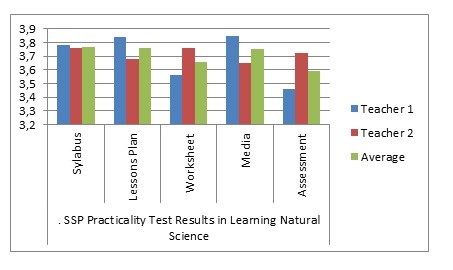 3,9
3,8
3,7
3,6
3,5
3,4
3,3
3,2
Sylabus
Lessons Plan
Worksheet
Media
Assessment
. SSP Practicality Test Results in Learning Natural
Science
Teacher 1
Teacher 2
Average